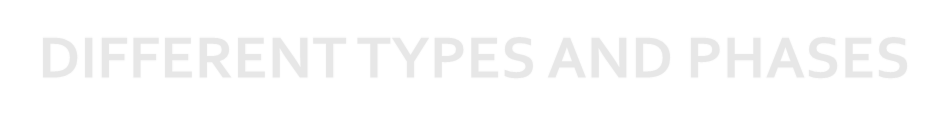 DIFFERENT TYPES AND PHASES